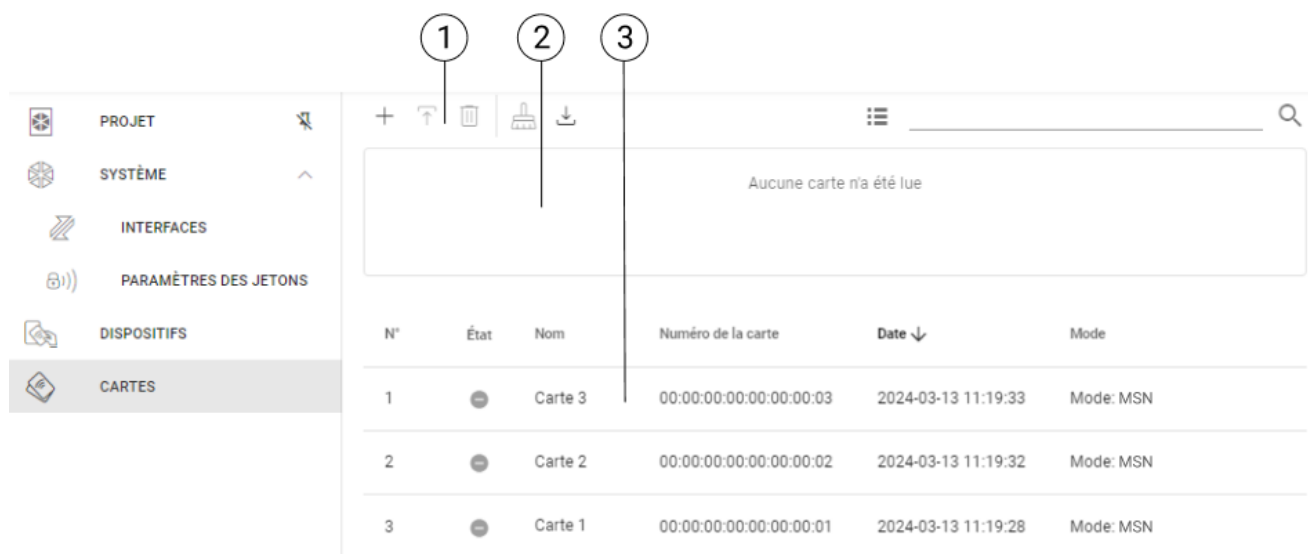 1 2 3
PROJET
SYSTÈME
INTERFACES
PARAMÈTRES DES JETONS
DISPOSITIFS
CARTES
Aucune carte n'a été lue
N° État Nom Numéro de la carte Date Mode
1 Carte 3 00:00:00:00:00:00:00:03 2024-03-13 11:19:33 Mode: MSN
2 Carte 2 00:00:00:00:00:00:00:02 2024-03-13 11:19:32 Mode: MSN
3 Carte 1 00:00:00:00:00:00:00:01 2024-03-13 11:19:28 Mode: MSN